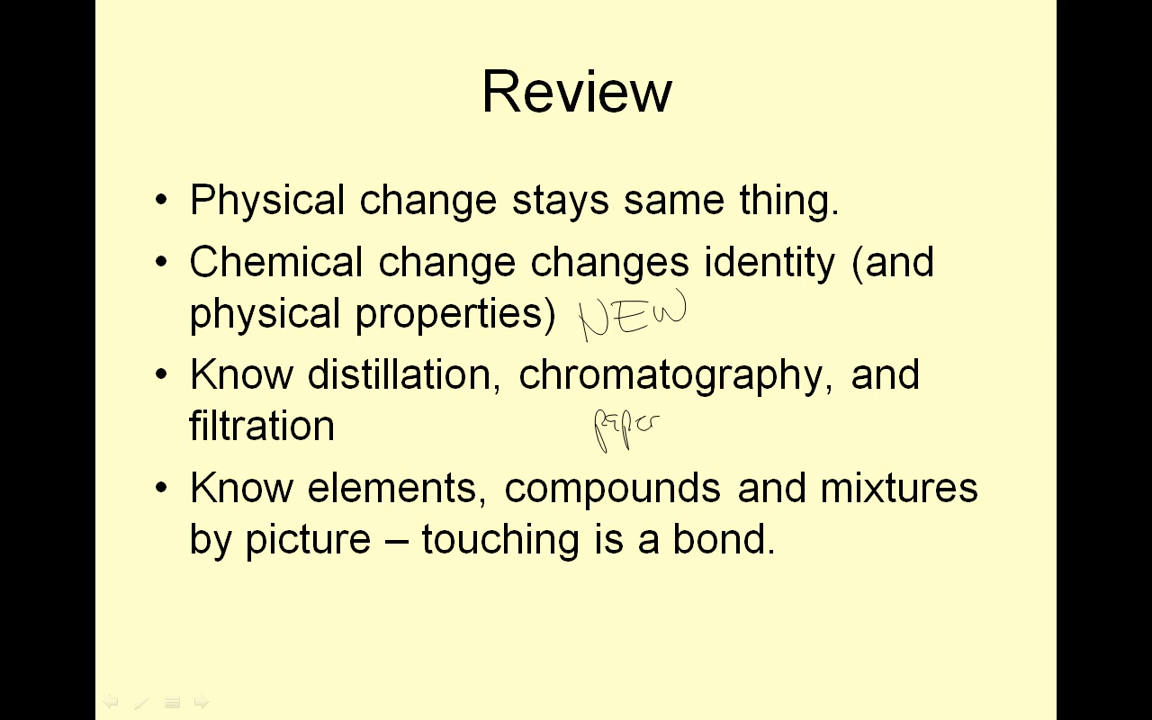 Review
• Physical change stays same thing.
• Chemical change changes identity (and
physical properties) NEW
• Know distillation, chromatography, and
filtration paper
• Know elements, compounds and mixtures
by picture – touching is a bond.